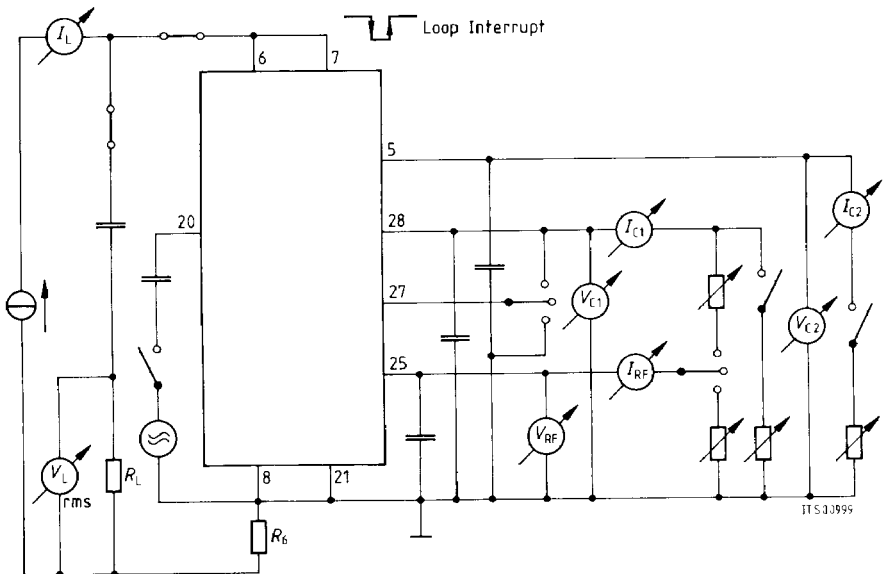 I_L
Loop Interrupt
6
7
5
20
28
I_C1
I_C2
27
V_C1
V_C2
25
I_RF
V_RF
V_L
rms
R_L
8
21
R_6
ITS00999